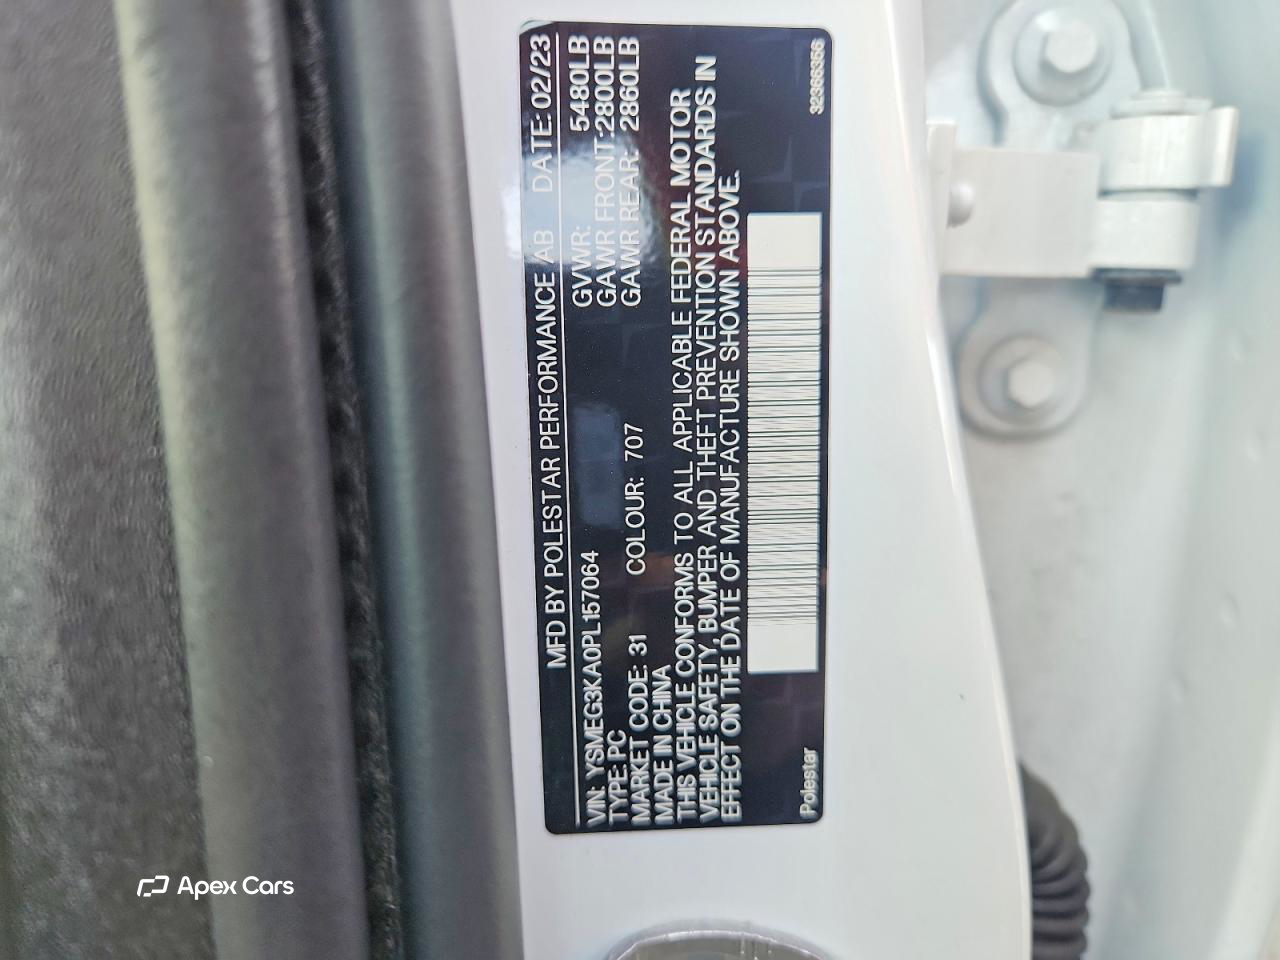 MFD BY POLESTAR PERFORMANCE AB DATE: 02/23
VIN: YSMEG3KA0PL157064 GVWR: 5480LB
TYPE: PC GAWR FRONT: 2800LB
MARKET CODE: 31 COLOUR: 707 GAWR REAR: 2860LB
MADE IN CHINA
THIS VEHICLE CONFORMS TO ALL APPLICABLE FEDERAL MOTOR
VEHICLE SAFETY, BUMPER AND THEFT PREVENTION STANDARDS IN
EFFECT ON THE DATE OF MANUFACTURE SHOWN ABOVE.
Polestar 32366356
Apex Cars